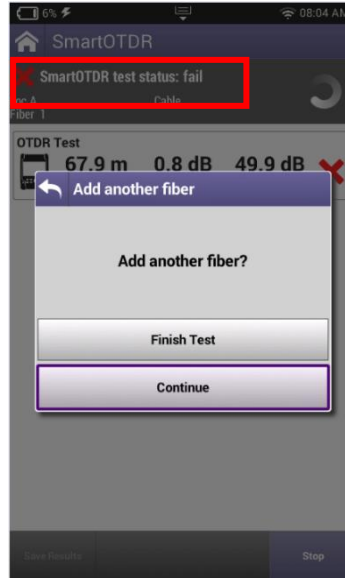 6% 08:04 AM
SmartOTDR
SmartOTDR test status: fail
Loc A Cable
Fiber 1
OTDR Test
67.9 m 0.8 dB 49.9 dB
Add another fiber
Add another fiber?
Finish Test
Continue
Save Results Stop